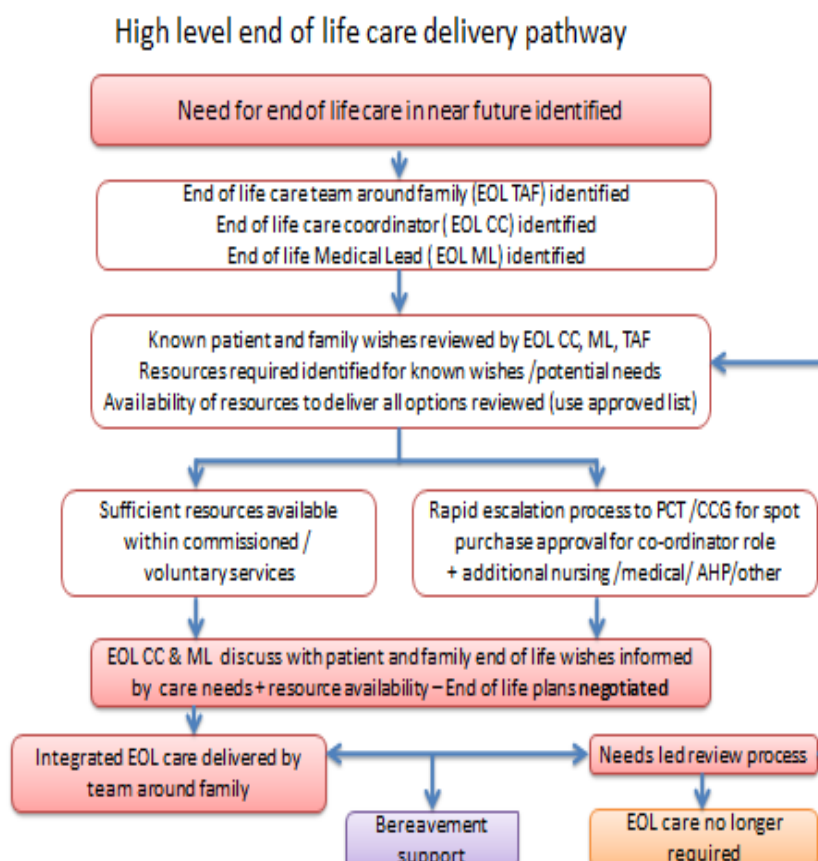 High level end of life care delivery pathway
Need for end of life care in near future identified
End of life care team around family (EOL TAF) identified
End of life care coordinator ( EOL CC) identified
End of life Medical Lead ( EOL ML) identified
Known patient and family wishes reviewed by EOL CC, ML, TAF
Resources required identified for known wishes /potential needs
Availability of resources to deliver all options reviewed (use approved list)
Sufficient resources available
within commissioned /
voluntary services
Rapid escalation process to PCT /CCG for spot
purchase approval for co-ordinator role
+ additional nursing /medical/ AHP/other
EOL CC & ML discuss with patient and family end of life wishes informed
by care needs + resource availability – End of life plans negotiated
Integrated EOL care delivered by
team around family
Needs led review process
Bereavement
support
EOL care no longer
required